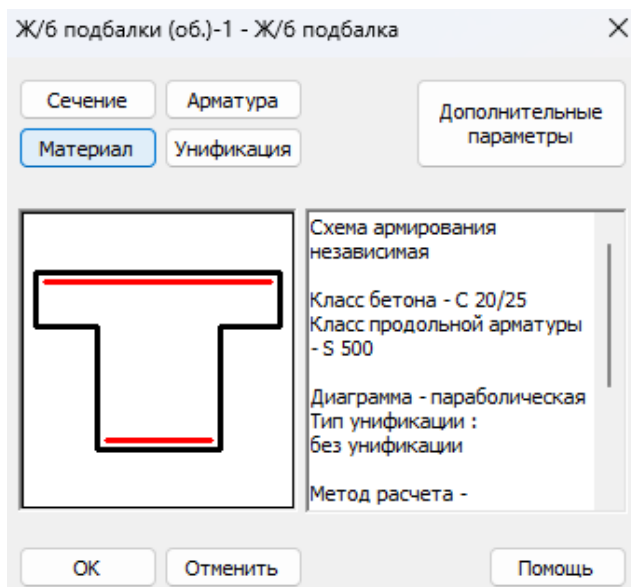 Ж/б подбалки (об.)-1 - Ж/б подбалка
Сечение
Арматура
Материал
Унификация
Дополнительные
параметры
Схема армирования
независимая
Класс бетона - С 20/25
Класс продольной арматуры
- S 500
Диаграмма - параболическая
Тип унификации :
без унификации
Метод расчета -
ОК
Отменить
Помощь